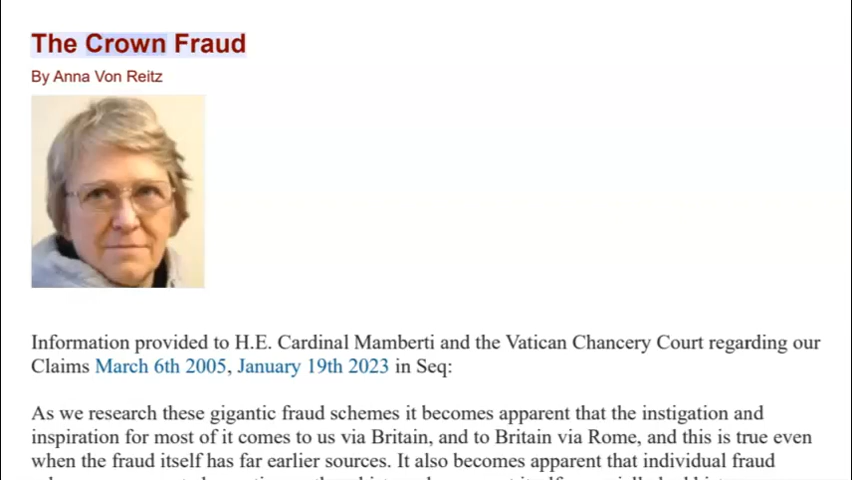 The Crown Fraud
By Anna Von Reitz
Information provided to H.E. Cardinal Mamberti and the Vatican Chancery Court regarding our
Claims March 6th 2005, January 19th 2023 in Seq:
As we research these gigantic fraud schemes it becomes apparent that the instigation and
inspiration for most of it comes to us via Britain, and to Britain via Rome, and this is true even
when the fraud itself has far earlier sources. It also becomes apparent that individual fraud